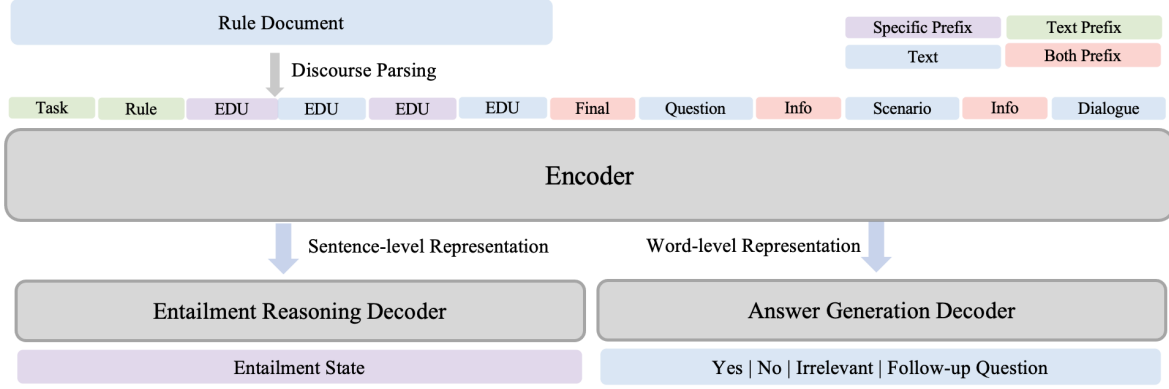 Rule Document
Specific Prefix Text Prefix
Text Both Prefix
Discourse Parsing
Task Rule EDU EDU EDU EDU Final Question Info Scenario Info Dialogue
Encoder
Sentence-level Representation Word-level Representation
Entailment Reasoning Decoder Answer Generation Decoder
Entailment State Yes | No | Irrelevant | Follow-up Question